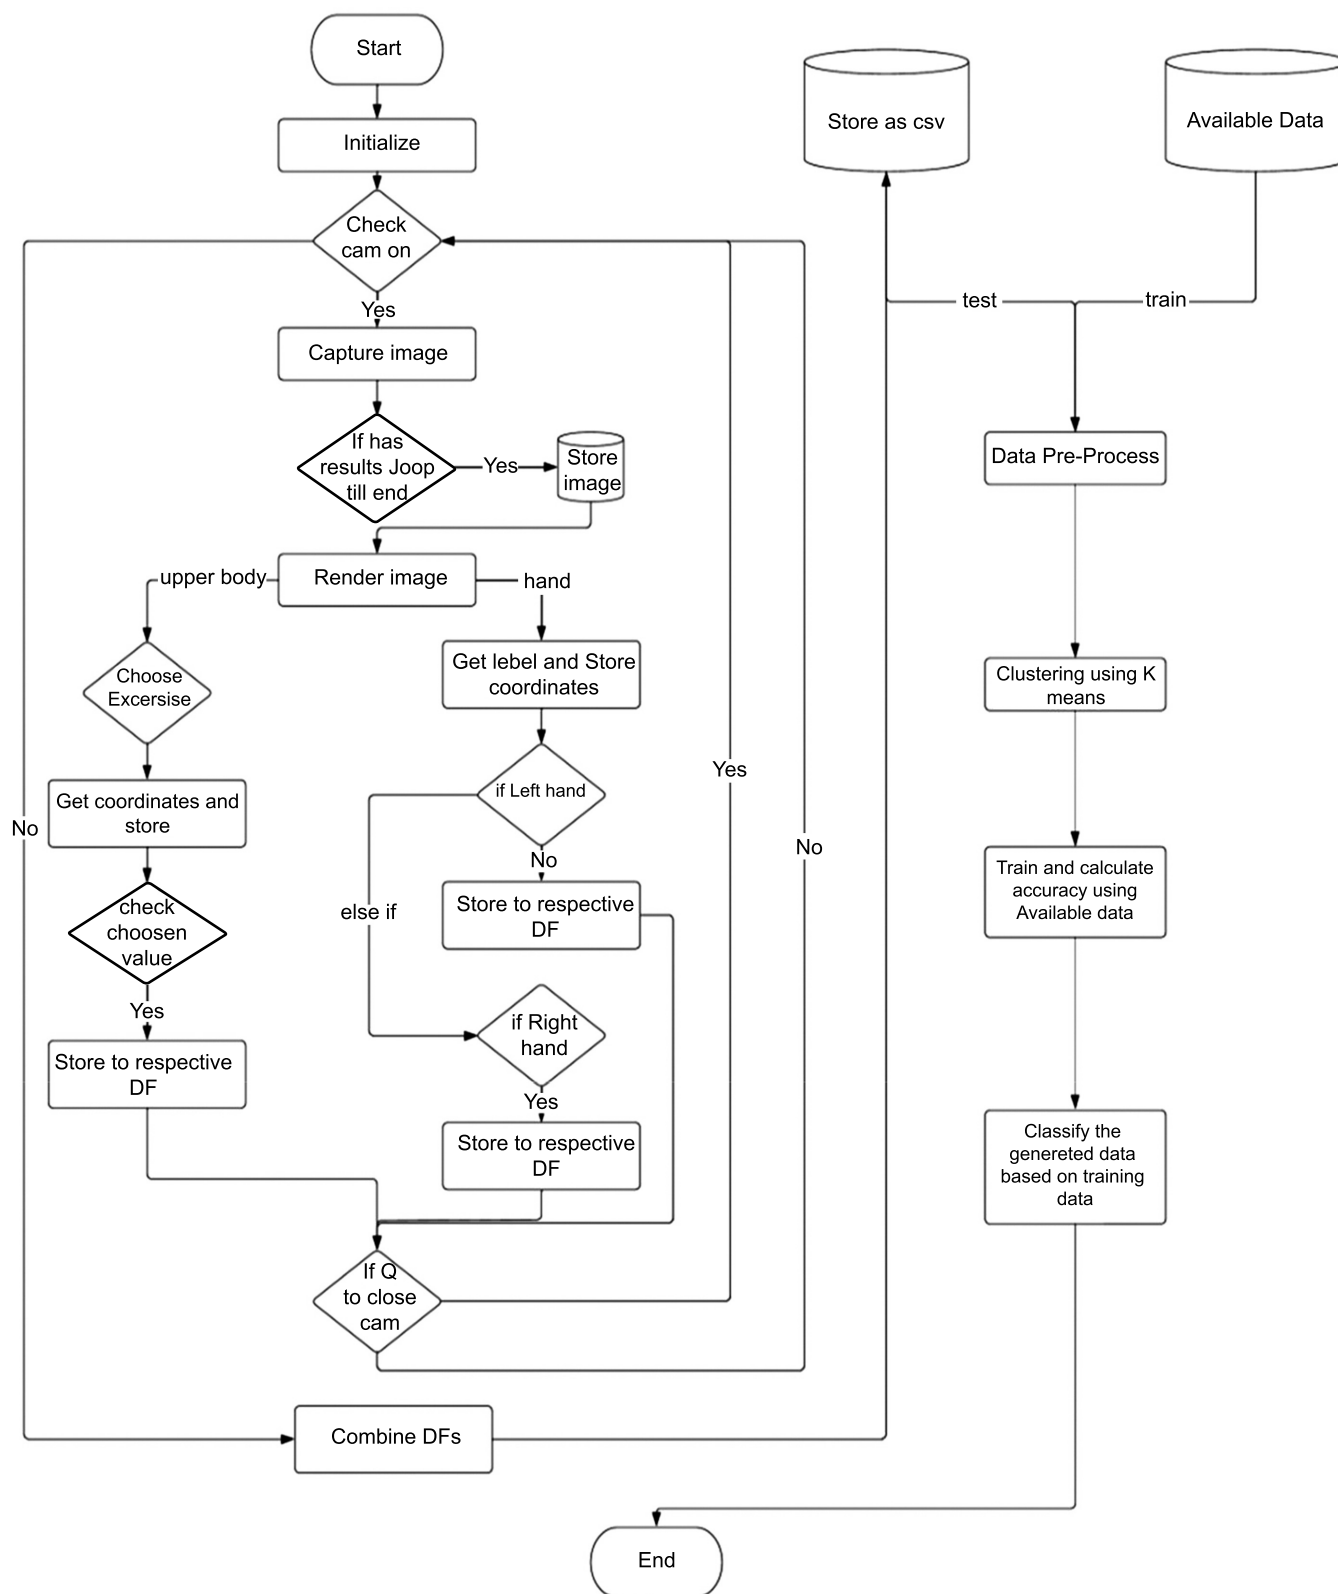 Start
Store as csv
Available Data
Initialize
Check
cam on
Yes
test
train
Capture image
If has
results Joop
till end
Yes
Store
image
Data Pre-Process
upper body
Render image
hand
Choose
Excersise
Get lebel and Store
coordinates
Clustering using K
means
Get coordinates and
store
if Left hand
Yes
No
No
No
Train and calculate
accuracy using
Available data
check
choosen
value
else if
Store to respective
DF
Yes
if Right
hand
Store to respective
DF
Yes
Store to respective
DF
Classify the
genereted data
based on training
data
If Q
to close
cam
Combine DFs
End